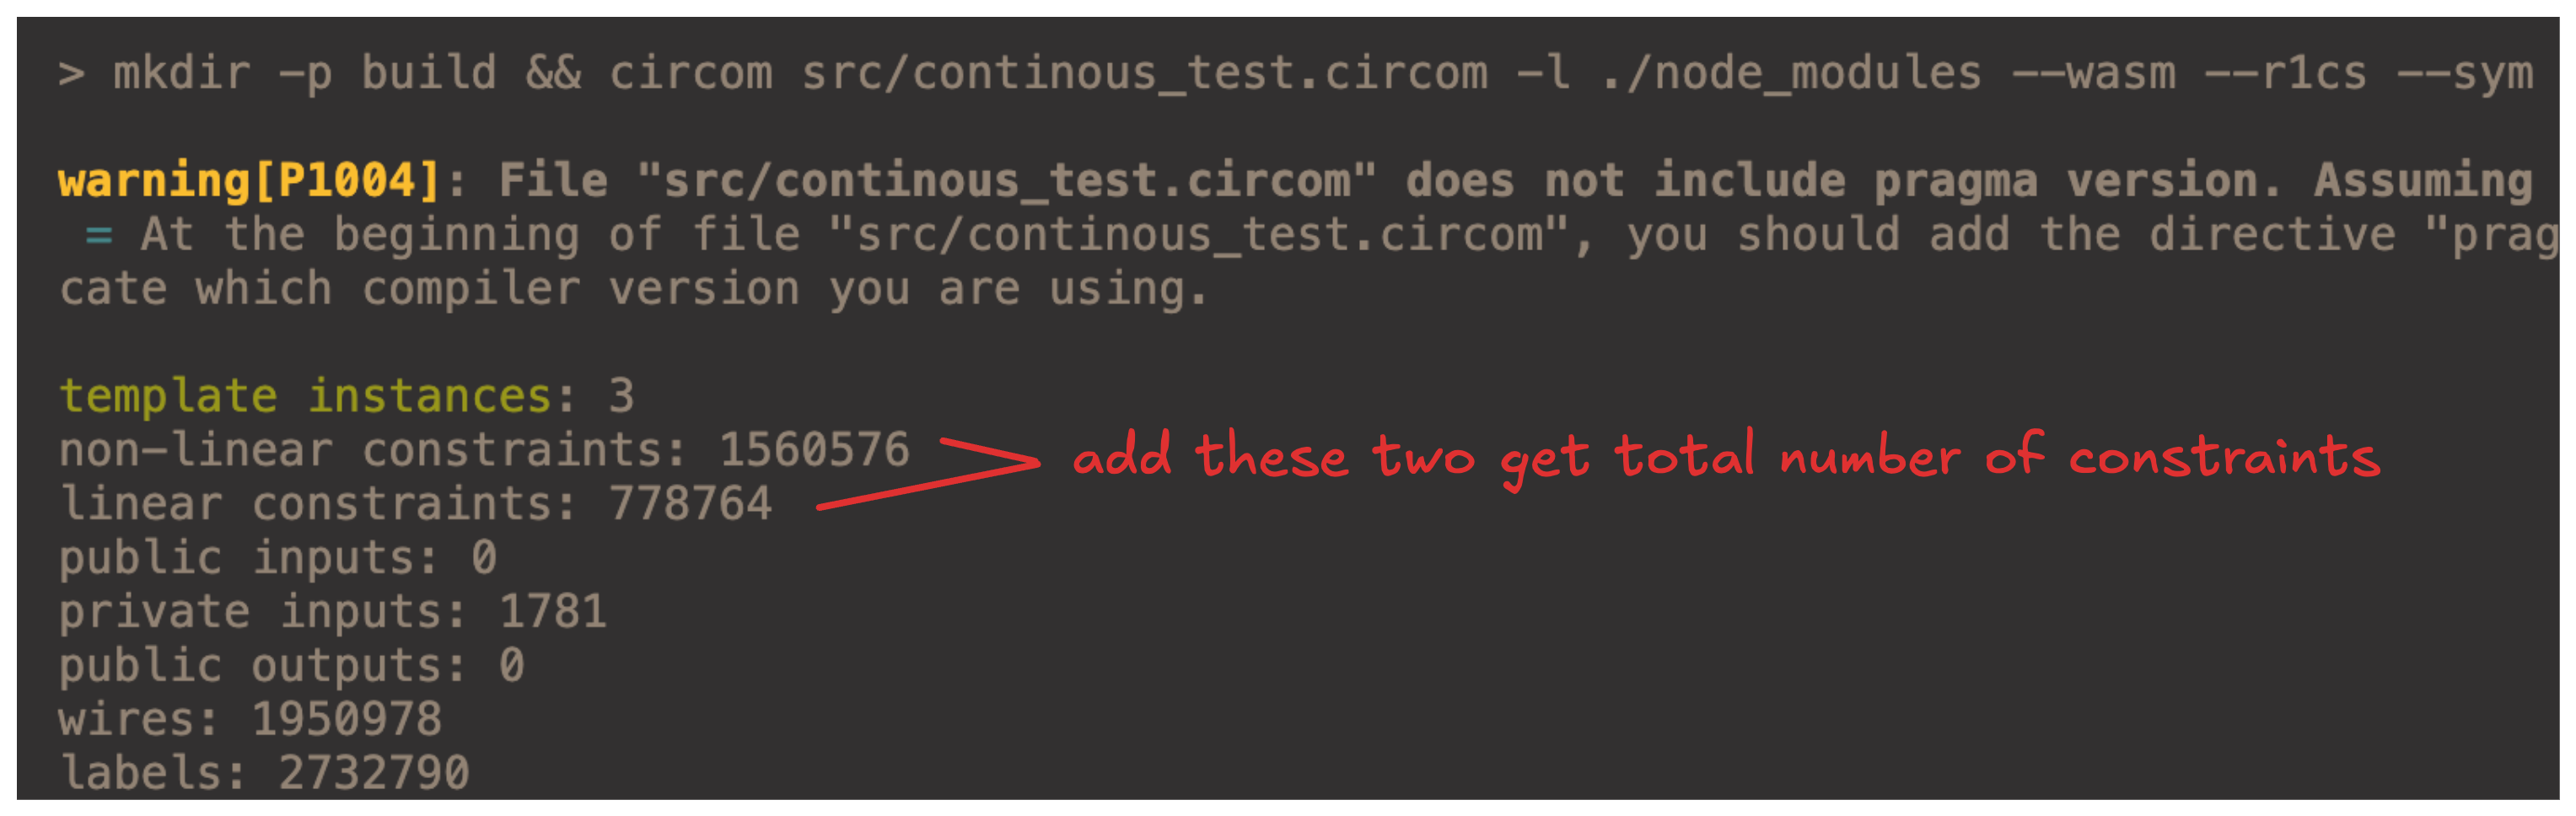 > mkdir -p build && circom src/continous_test.circom -l ./node_modules --wasm --r1cs --sym
warning[P1004]: File "src/continous_test.circom" does not include pragma version. Assuming
= At the beginning of file "src/continous_test.circom", you should add the directive "prag
cate which compiler version you are using.
template instances: 3
non-linear constraints: 1560576
add these two get total number of constraints
linear constraints: 778764
public inputs: 0
private inputs: 1781
public outputs: 0
wires: 1950978
labels: 2732790